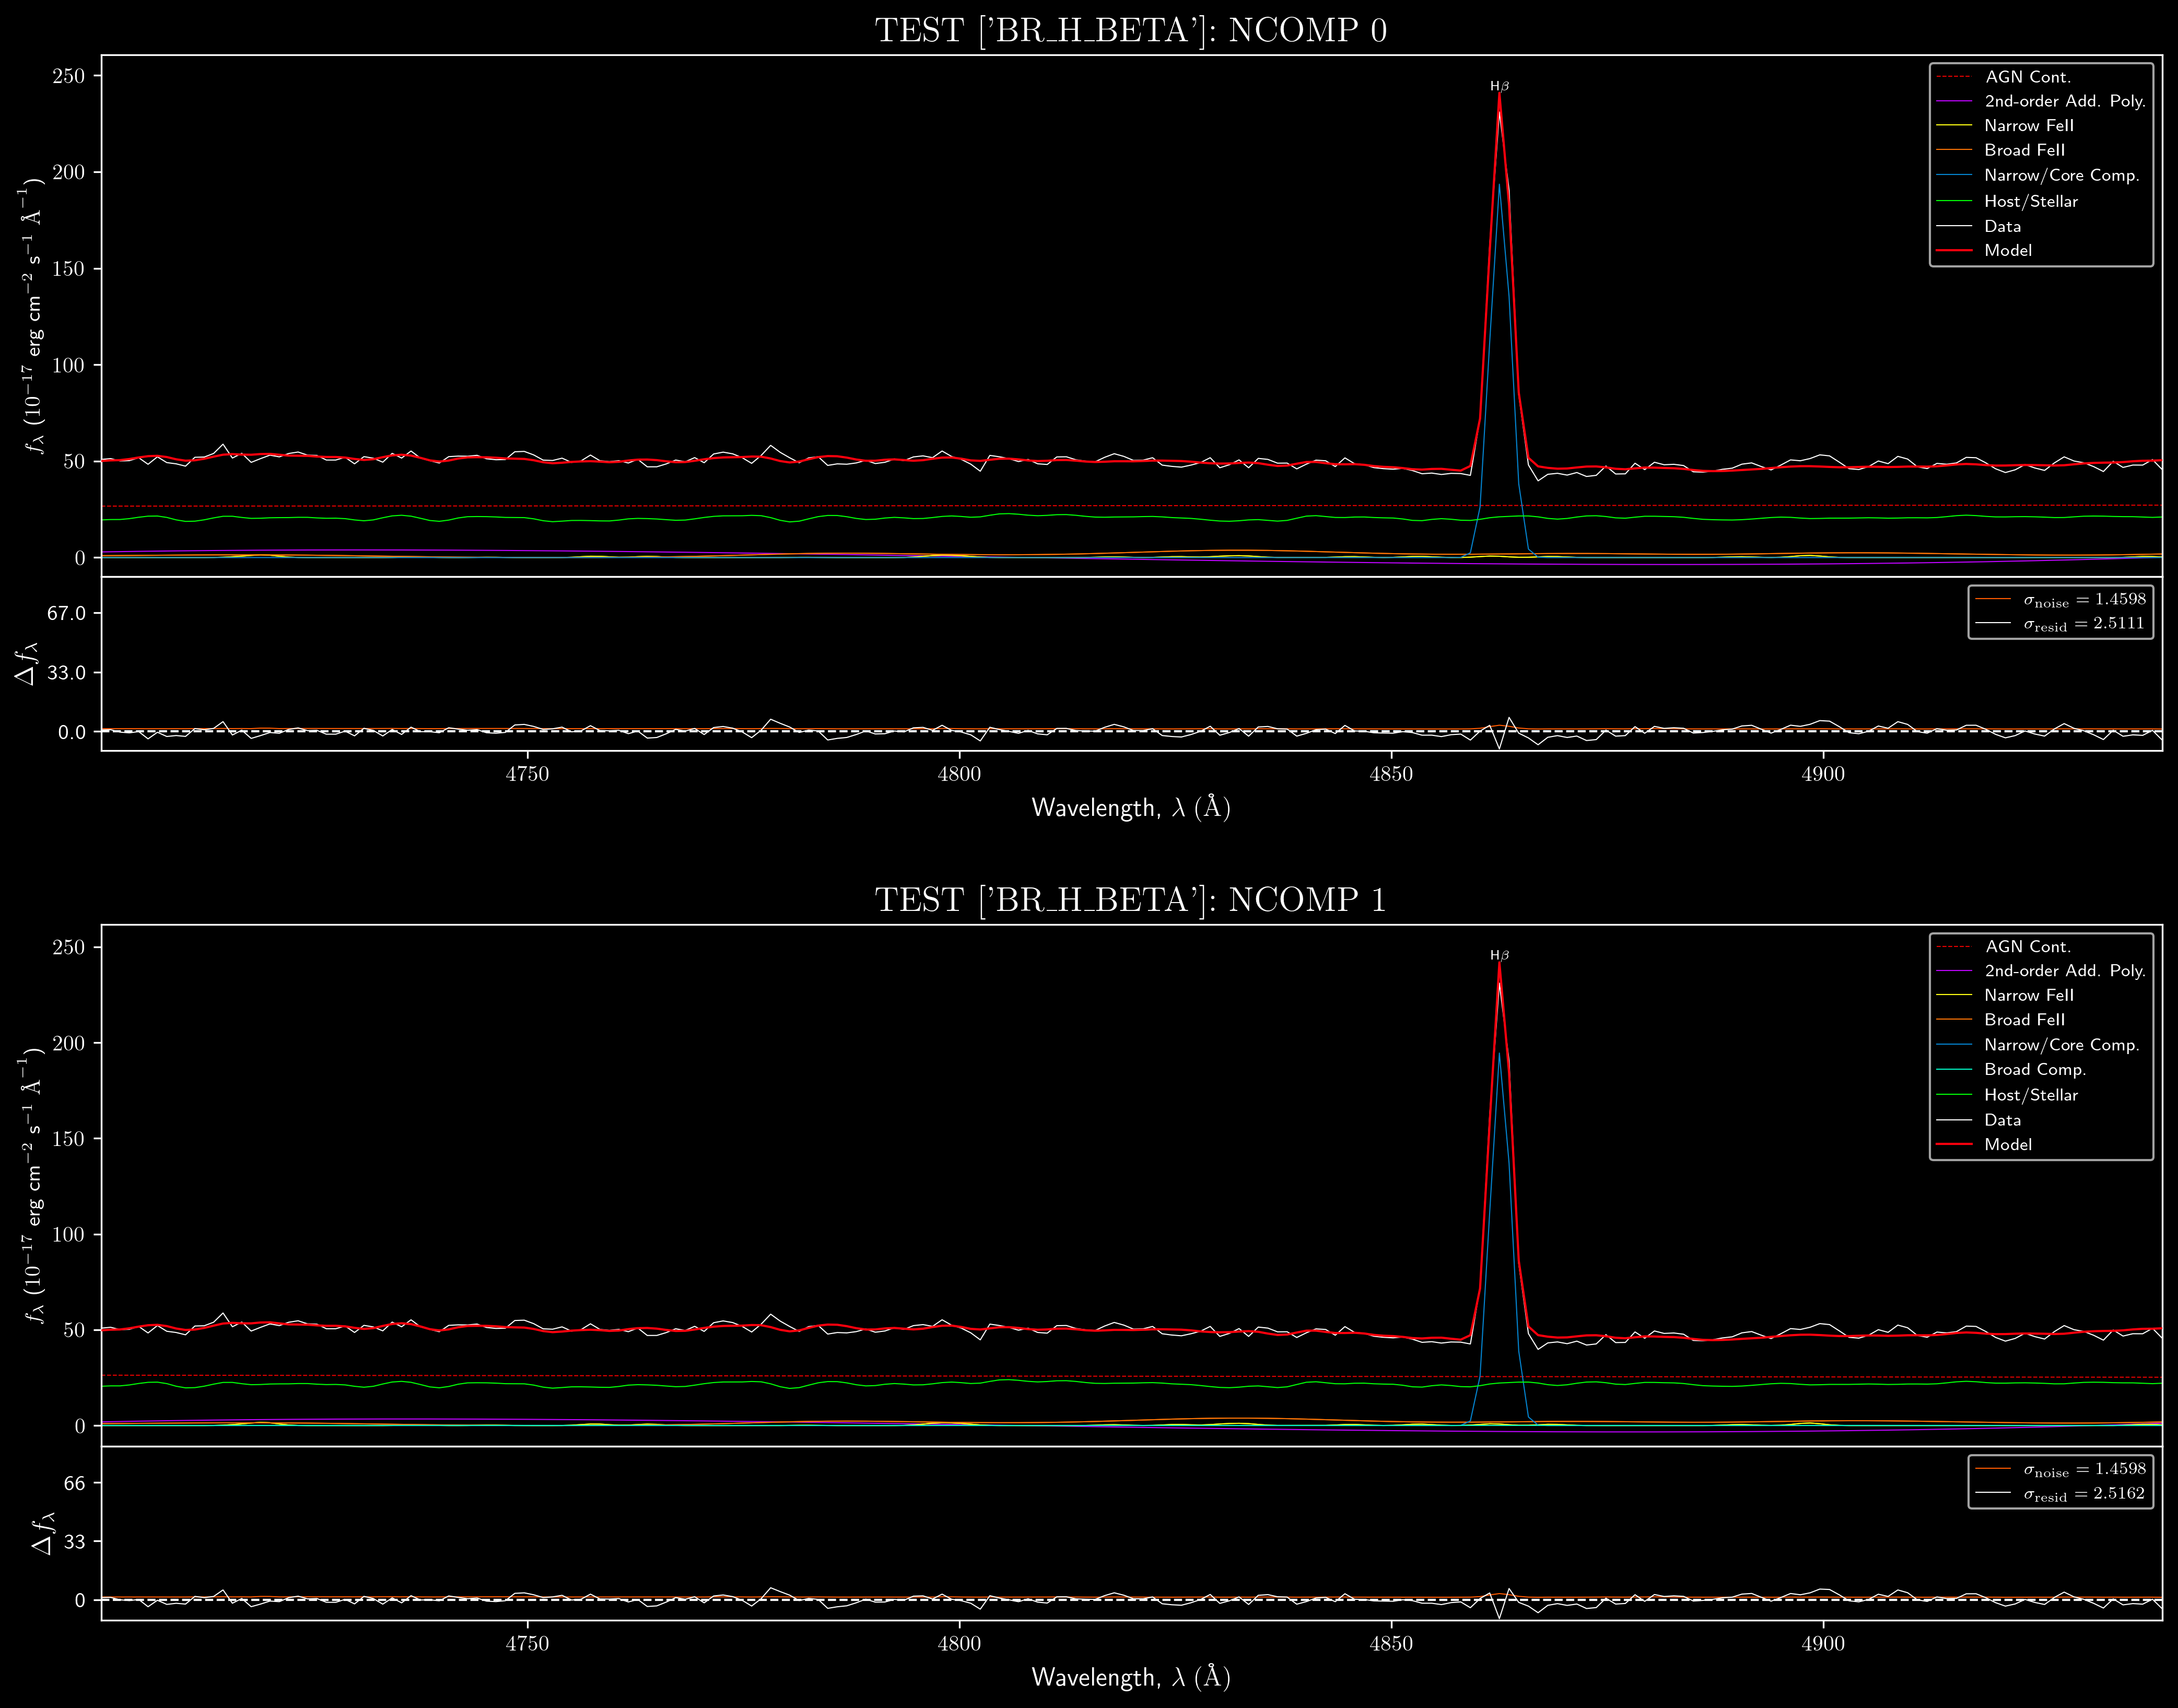 TEST ['BR_H_BETA']: NCOMP 0
250
200
150
100
50
0
fλ (10⁻¹⁷ erg cm⁻² s⁻¹ Å⁻¹)
Hβ
AGN Cont.
2nd-order Add. Poly.
Narrow FeII
Broad FeII
Narrow/Core Comp.
Host/Stellar
Data
Model
67.0
33.0
0.0
Δfλ
σnoise = 1.4598
σresid = 2.5111
4750 4800 4850 4900
Wavelength, λ (Å)
TEST ['BR_H_BETA']: NCOMP 1
250
200
150
100
50
0
fλ (10⁻¹⁷ erg cm⁻² s⁻¹ Å⁻¹)
Hβ
AGN Cont.
2nd-order Add. Poly.
Narrow FeII
Broad FeII
Narrow/Core Comp.
Broad Comp.
Host/Stellar
Data
Model
66
33
0
Δfλ
σnoise = 1.4598
σresid = 2.5162
4750 4800 4850 4900
Wavelength, λ (Å)